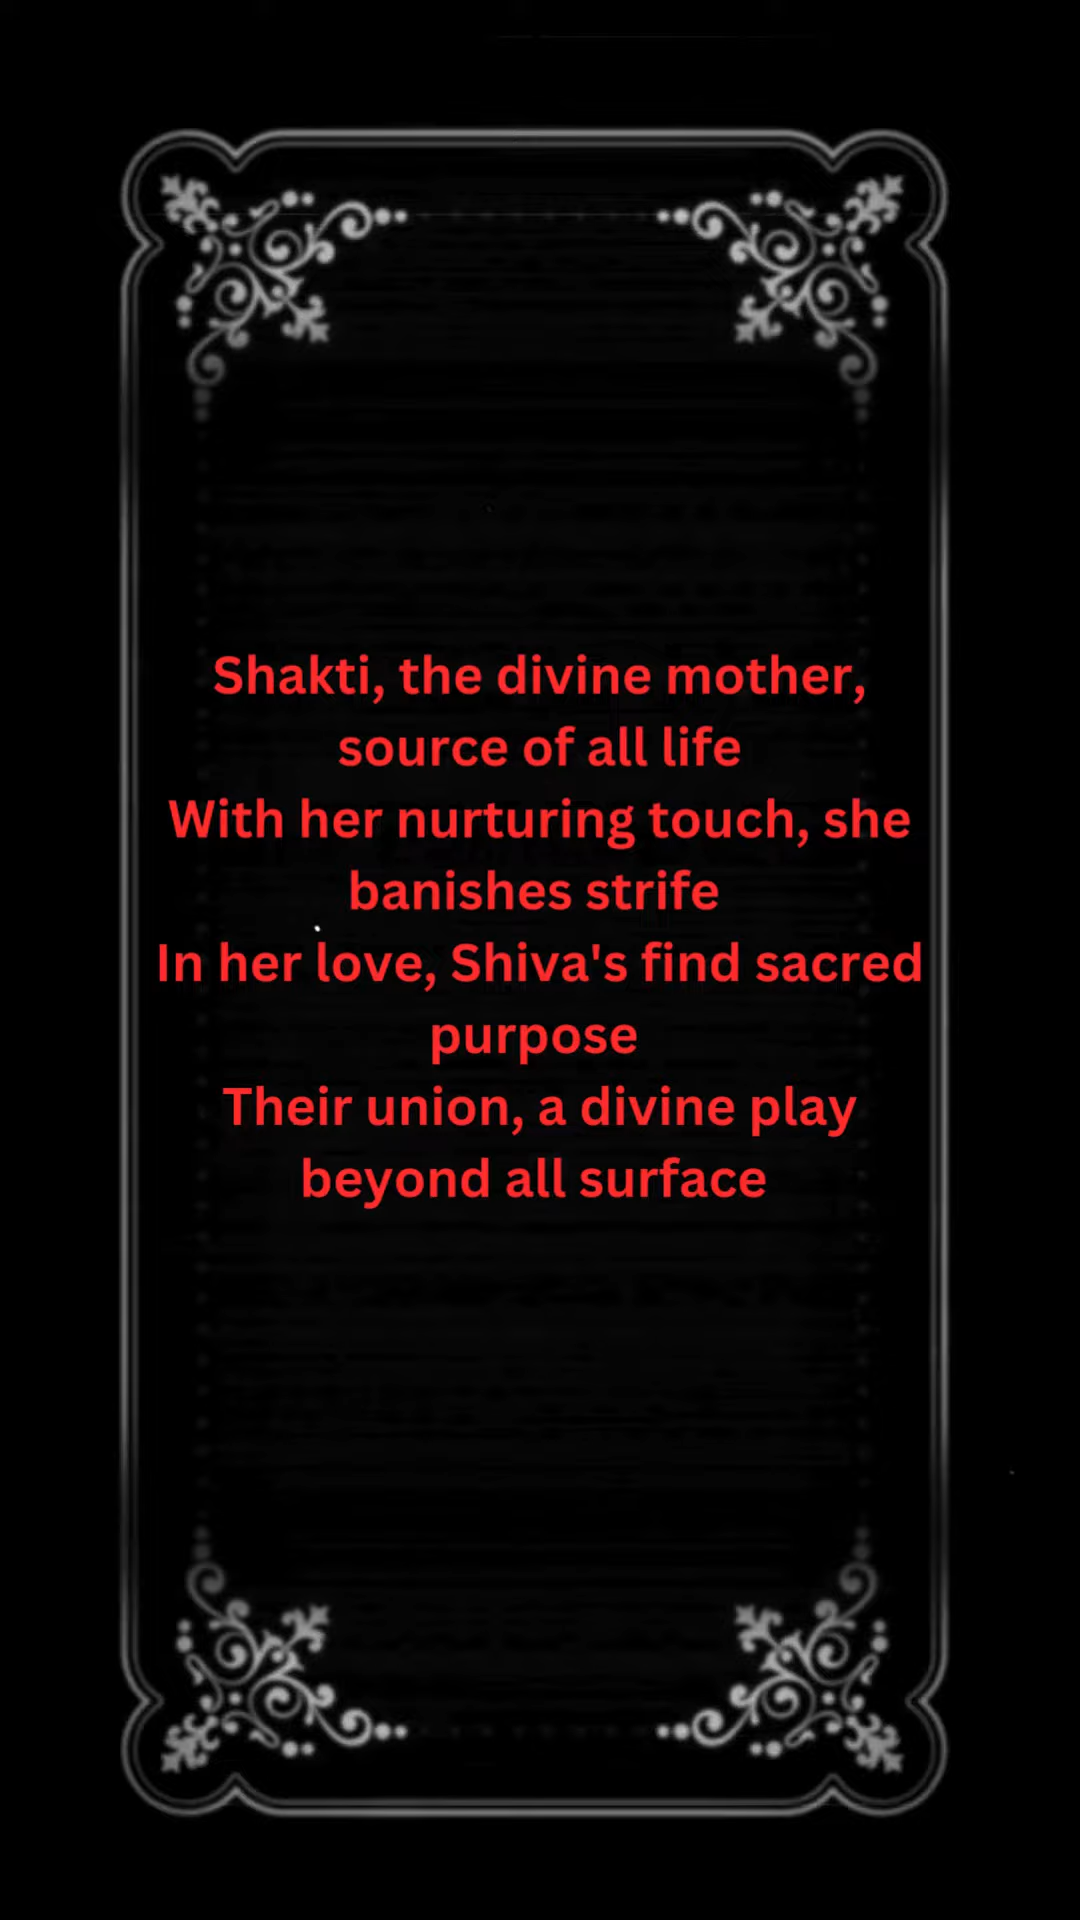 Shakti, the divine mother,
source of all life
With her nurturing touch, she
banishes strife
In her love, Shiva's find sacred
purpose
Their union, a divine play
beyond all surface